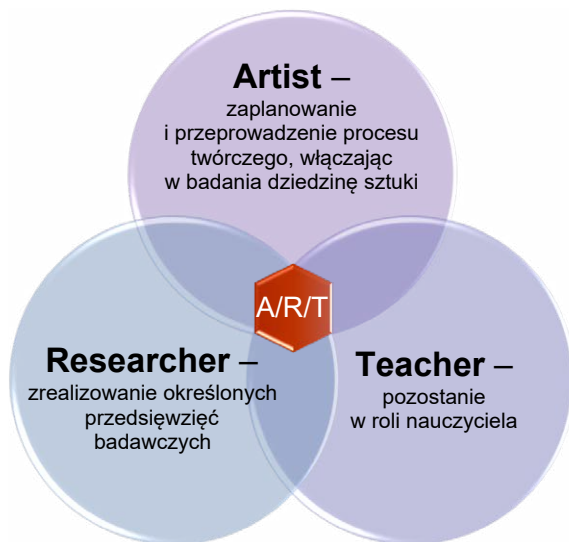 Artist –
zaplanowanie
i przeprowadzenie procesu
twórczego, włączając
w badania dziedzinę sztuki
A/R/T
Researcher –
zrealizowanie określonych
przedsięwzięć
badawczych
Teacher –
pozostanie
w roli nauczyciela